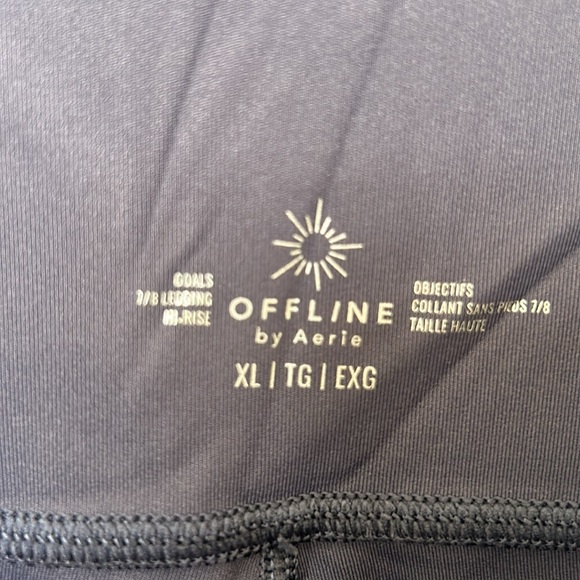 GOALS
7/8 LEGGING
HI-RISE
OFFLINE
by Aerie
XL | TG | EXG
OBJECTIFS
COLLANT SANS PIEDS 7/8
TAILLE HAUTE